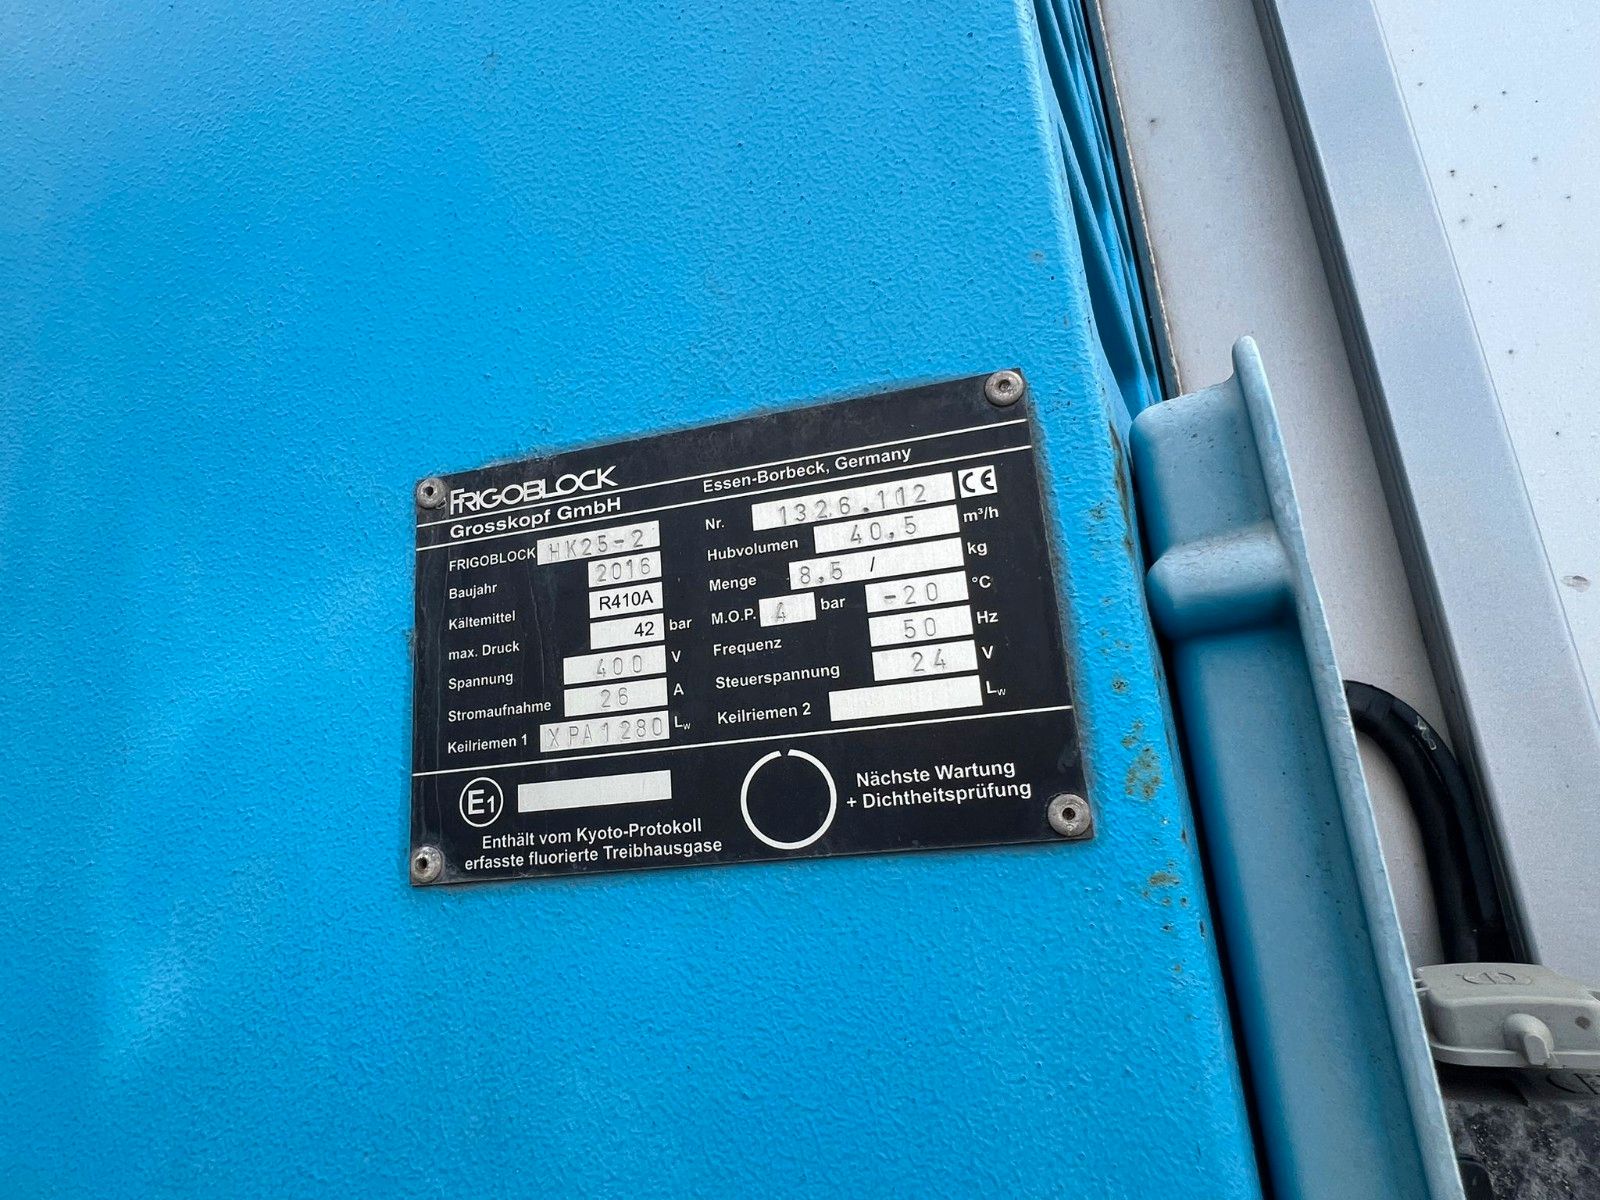 FRIGOBLOCK
Grosskopf GmbH Essen-Borbeck, Germany
FRIGOBLOCK HK25-2 Nr. 1326.112 CE
Baujahr 2016 Hubvolumen 40,5 m³/h
Kältemittel R410A Menge 8,5 / kg
max. Druck 42 bar M.O.P. 4 bar -20 °C
Spannung 400 V Frequenz 50 Hz
Stromaufnahme 26 A Steuerspannung 24 V
Keilriemen 1 XPA1280 Lw Keilriemen 2 Lw
E1
Nächste Wartung
+ Dichtheitsprüfung
Enthält vom Kyoto-Protokoll
erfasste fluorierte Treibhausgase